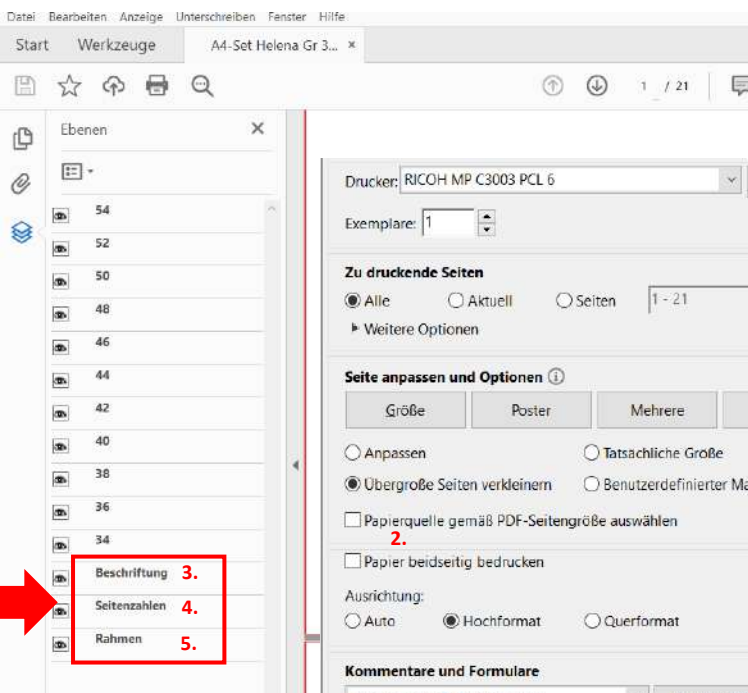 Datei Bearbeiten Anzeige Unterschreiben Fenster Hilfe
Start Werkzeuge A4-Set Helena Gr 3... ×
1 / 21
Ebenen ×
54
52
50
48
46
44
42
40
38
36
34
Beschriftung 3.
Seitenzahlen 4.
Rahmen 5.
Drucker: RICOH MP C3003 PCL 6
Exemplare: 1
Zu druckende Seiten
Alle Aktuell Seiten 1 - 21
Weitere Optionen
Seite anpassen und Optionen
Größe Poster Mehrere
Anpassen Tatsächliche Größe
Übergroße Seiten verkleinern Benutzerdefinierter
Papierquelle gemäß PDF-Seitengröße auswählen
2.
Papier beidseitig bedrucken
Ausrichtung:
Auto Hochformat Querformat
Kommentare und Formulare